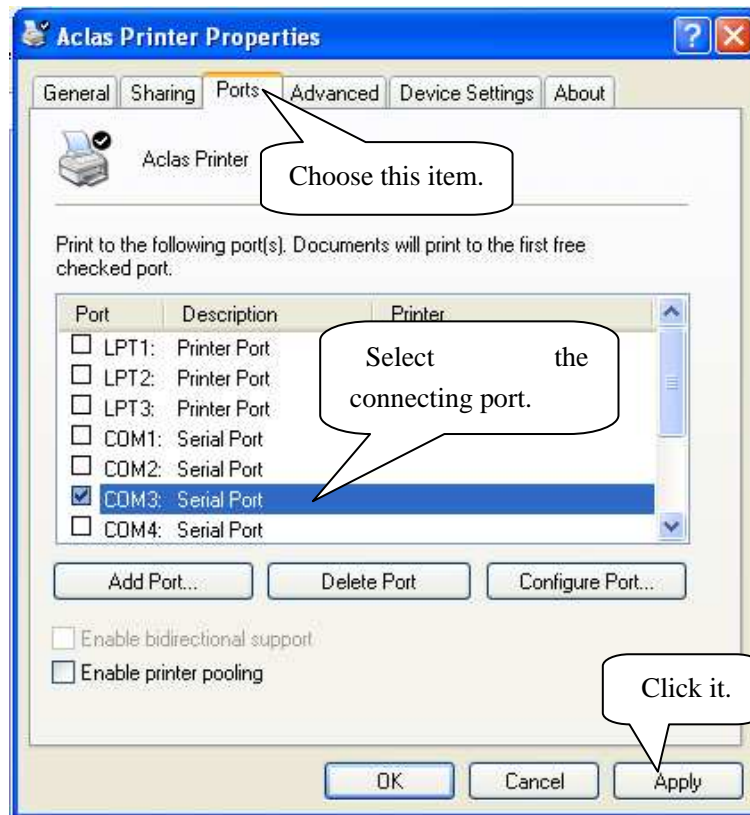 Aclas Printer Properties
General Sharing Ports Advanced Device Settings About
Aclas Printer
Choose this item.
Print to the following port(s). Documents will print to the first free
checked port.
Port Description Printer
LPT1: Printer Port
LPT2: Printer Port
LPT3: Printer Port
COM1: Serial Port
COM2: Serial Port
COM3: Serial Port
COM4: Serial Port
Select the
connecting port.
Add Port... Delete Port Configure Port...
Enable bidirectional support
Enable printer pooling
Click it.
OK Cancel Apply